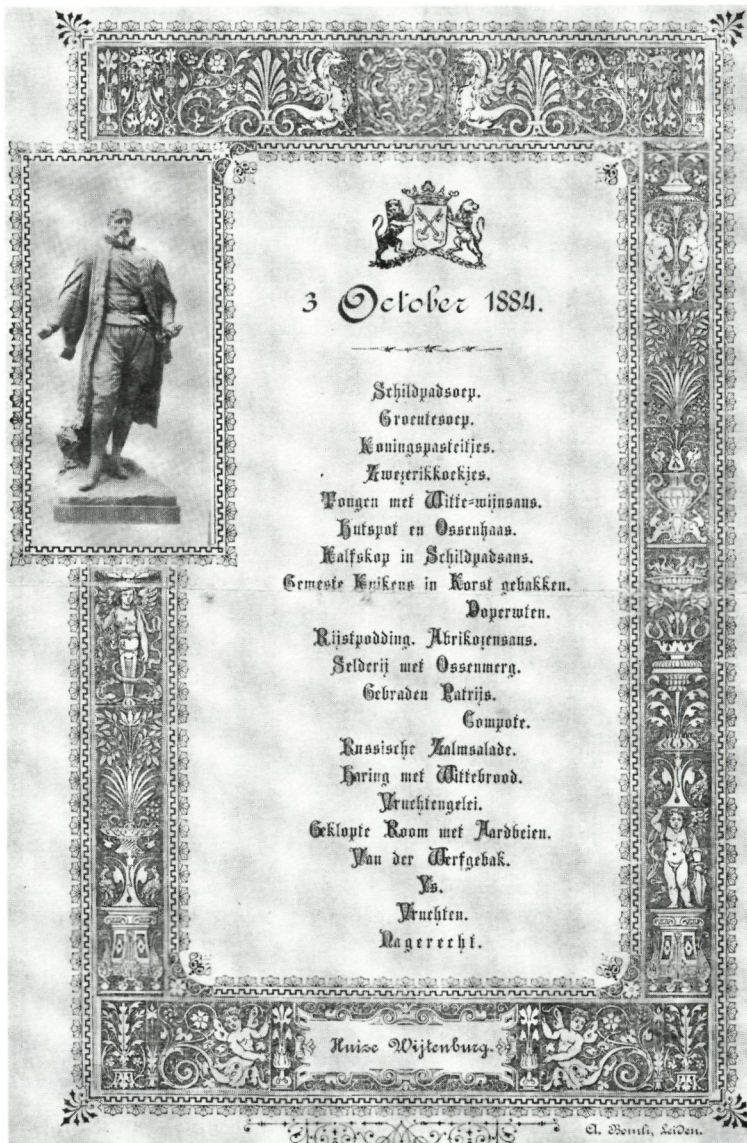 3 October 1884.
Schildpadsoep.
Groentesoep.
Koningspasteitjes.
Zwezerikkoekjes.
Tongen met Witte=wijnsaus.
Hutspot en Ossenhaas.
Kalfskop in Schildpadsaus.
Gemeste Kuikens in Korst gebakken.
Doperwten.
Rijstpodding. Abrikozensaus.
Selderij met Ossenmerg.
Gebraden Patrijs.
Compote.
Russische Zalmsalade.
Haring met Wittebrood.
Vruchtengelei.
Geklopte Room met Aardbeien.
Van der Werfgebak.
Ys.
Vruchten.
Nagerecht.
Huize Wijtenburg.
A. Bomli, Leiden.